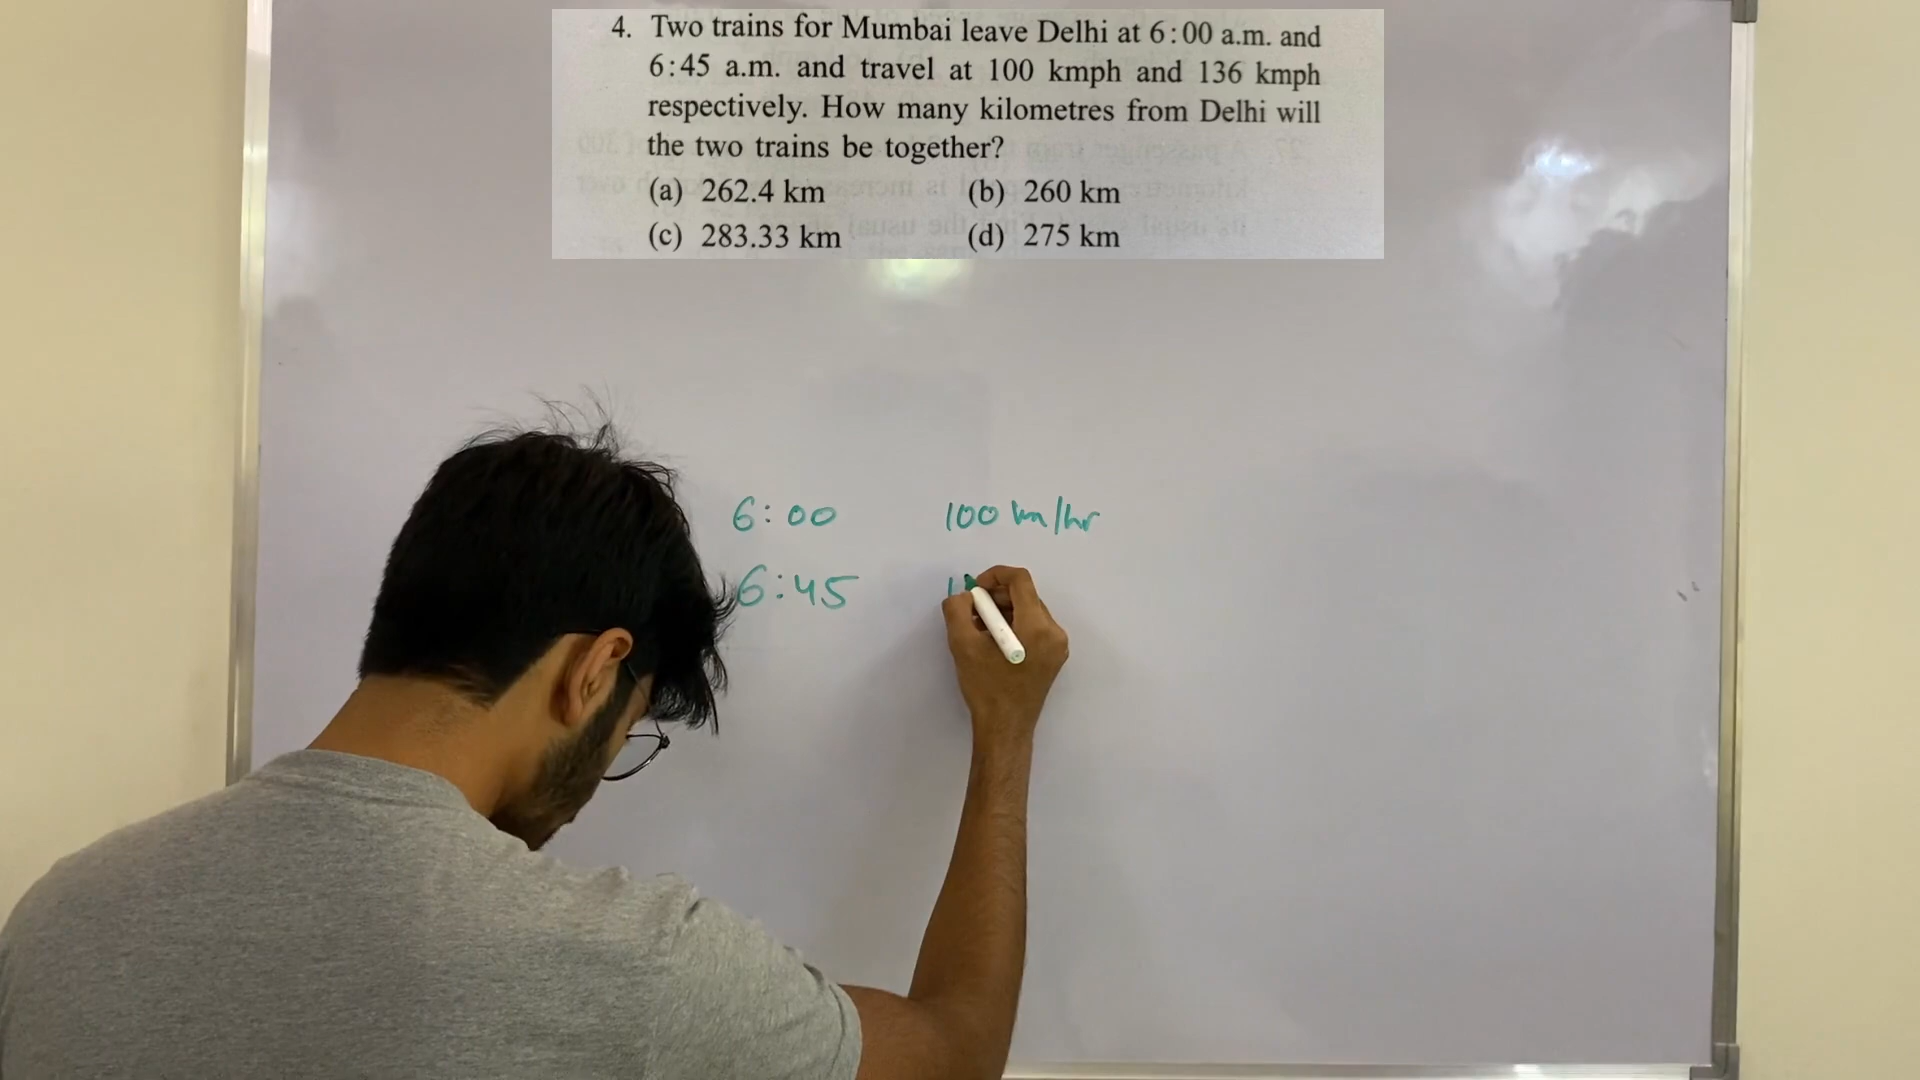 4. Two trains for Mumbai leave Delhi at 6:00 a.m. and
6:45 a.m. and travel at 100 kmph and 136 kmph
respectively. How many kilometres from Delhi will
the two trains be together?
(a) 262.4 km (b) 260 km
(c) 283.33 km (d) 275 km
6:00 100 km/hr
6:45 1